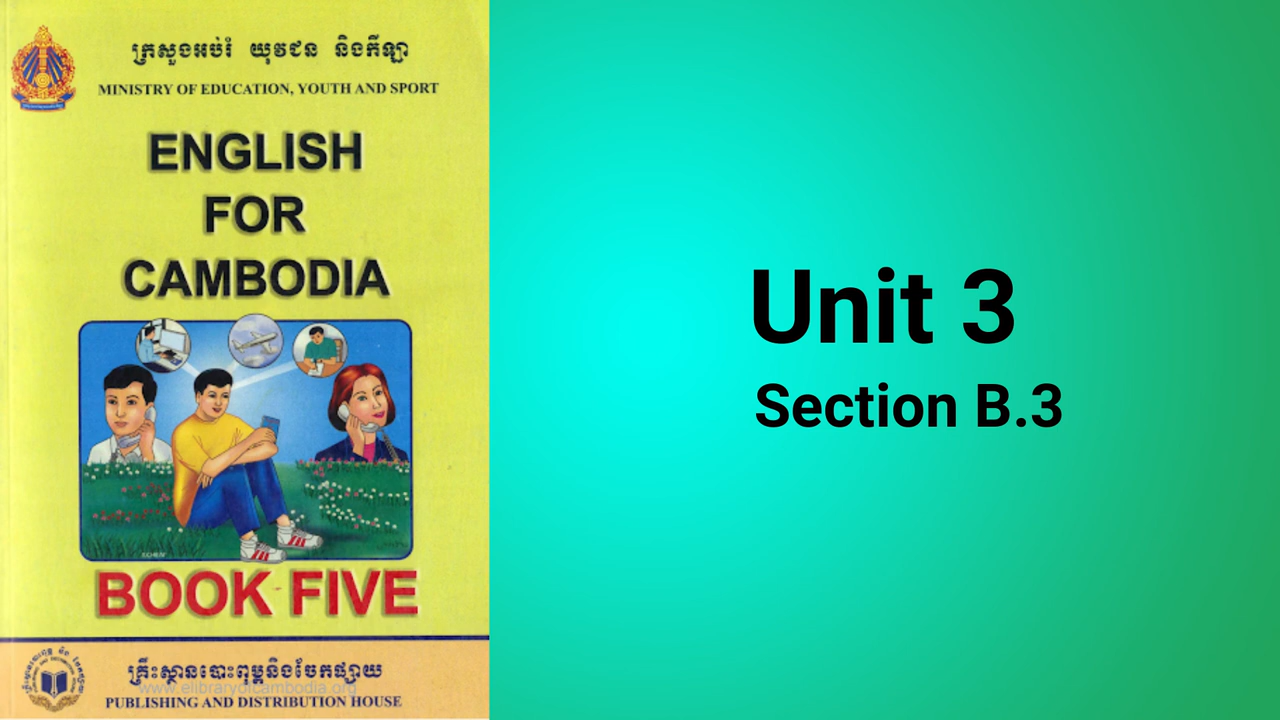 ក្រសួងអប់រំ យុវជន និងកីឡា
MINISTRY OF EDUCATION, YOUTH AND SPORT
ENGLISH
FOR
CAMBODIA
BOOK FIVE
គ្រឹះស្ថានបោះពុម្ពនិងចែកផ្សាយ
www.elibraryofcambodia.org
PUBLISHING AND DISTRIBUTION HOUSE
Unit 3
Section B.3